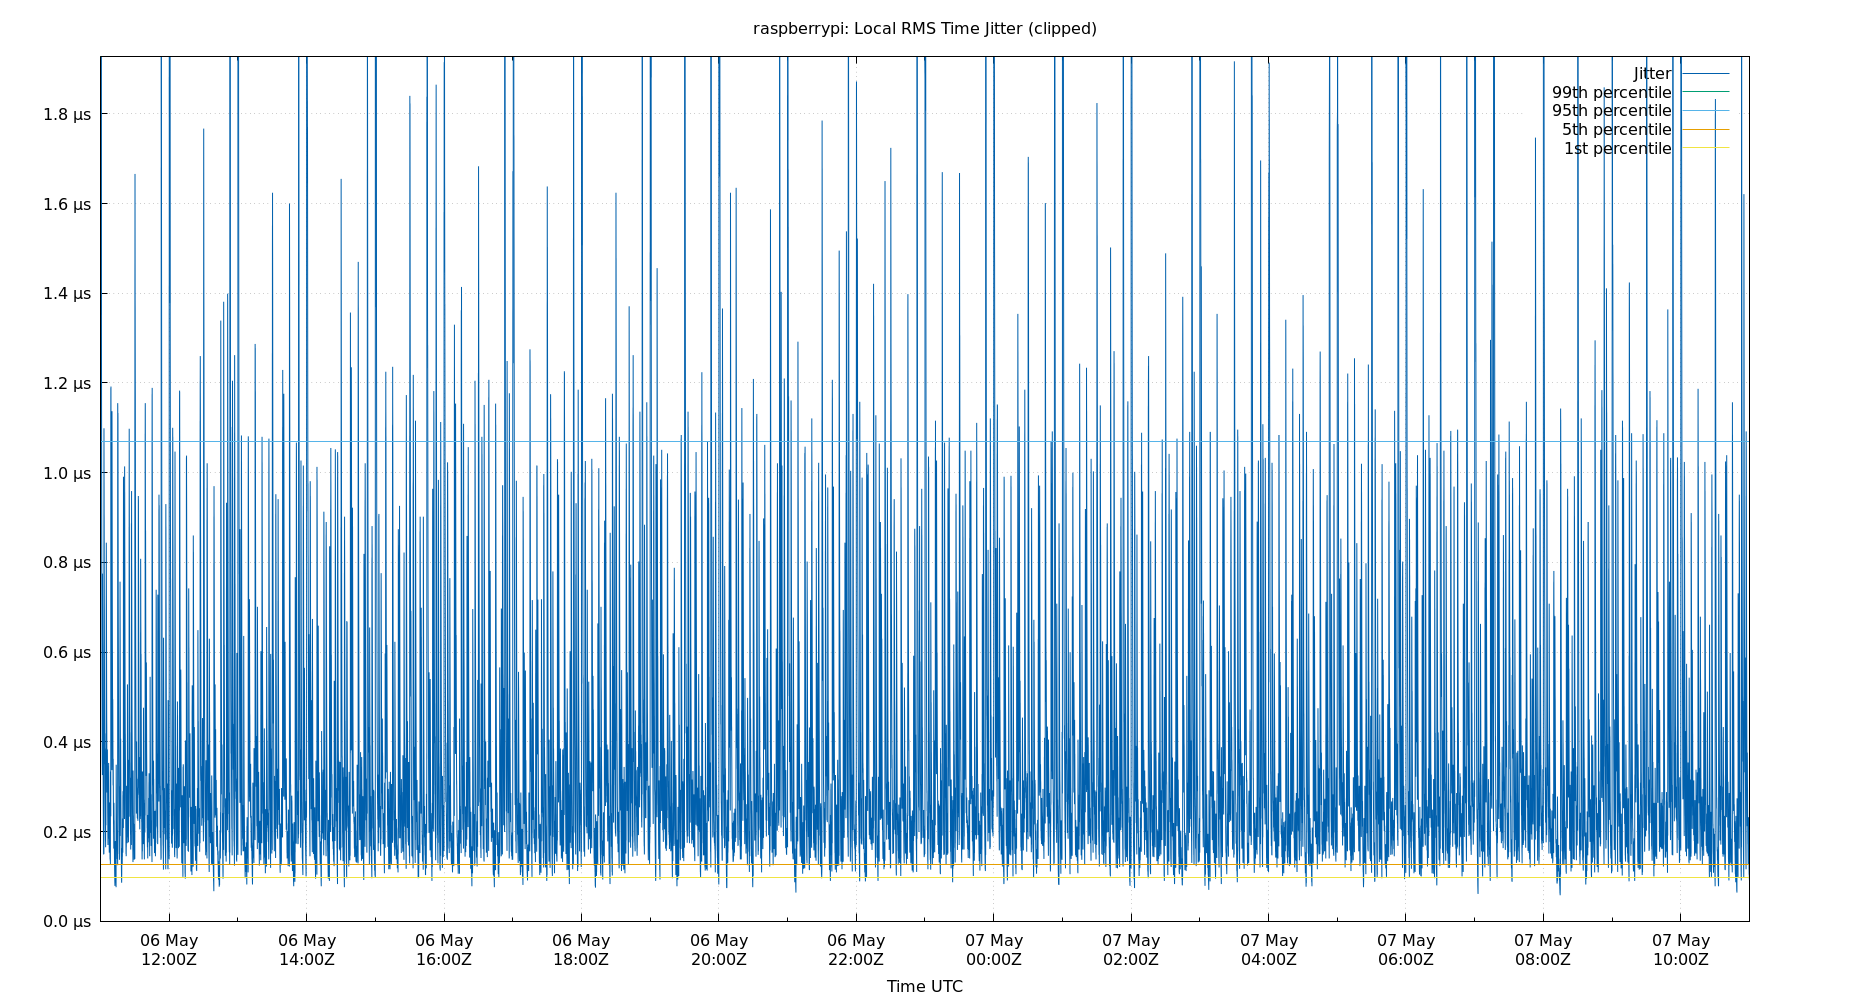 raspberrypi: Local RMS Time Jitter (clipped)
Jitter
99th percentile
95th percentile
5th percentile
1st percentile
1.8 µs
1.6 µs
1.4 µs
1.2 µs
1.0 µs
0.8 µs
0.6 µs
0.4 µs
0.2 µs
0.0 µs
06 May 06 May 06 May 06 May 06 May 06 May 07 May 07 May 07 May 07 May 07 May 07 May
12:00Z 14:00Z 16:00Z 18:00Z 20:00Z 22:00Z 00:00Z 02:00Z 04:00Z 06:00Z 08:00Z 10:00Z
Time UTC